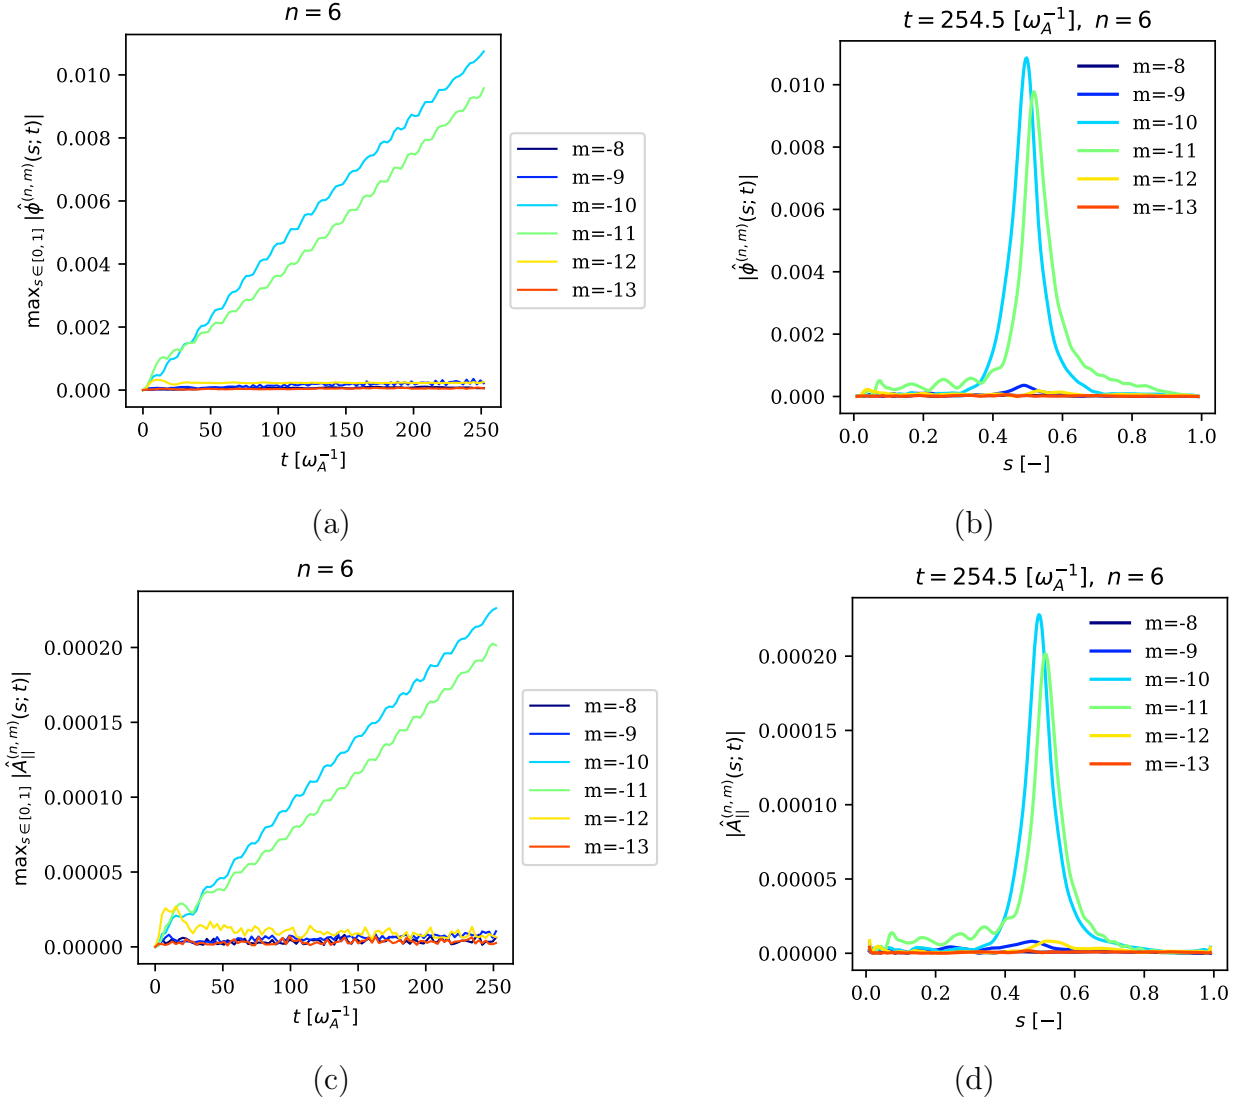 n = 6
max_{s∈[0,1]} |ϕ̂^{(n,m)}(s; t)|
0.010
0.008
0.006
0.004
0.002
0.000
0 50 100 150 200 250
t [ω_A^{-1}]
m=-8
m=-9
m=-10
m=-11
m=-12
m=-13
(a)
t = 254.5 [ω_A^{-1}], n = 6
|ϕ̂^{(n,m)}(s; t)|
0.010
0.008
0.006
0.004
0.002
0.000
0.0 0.2 0.4 0.6 0.8 1.0
s [−]
m=-8
m=-9
m=-10
m=-11
m=-12
m=-13
(b)
n = 6
max_{s∈[0,1]} |Â_{||}^{(n,m)}(s; t)|
0.00020
0.00015
0.00010
0.00005
0.00000
0 50 100 150 200 250
t [ω_A^{-1}]
m=-8
m=-9
m=-10
m=-11
m=-12
m=-13
(c)
t = 254.5 [ω_A^{-1}], n = 6
|Â_{||}^{(n,m)}(s; t)|
0.00020
0.00015
0.00010
0.00005
0.00000
0.0 0.2 0.4 0.6 0.8 1.0
s [−]
m=-8
m=-9
m=-10
m=-11
m=-12
m=-13
(d)